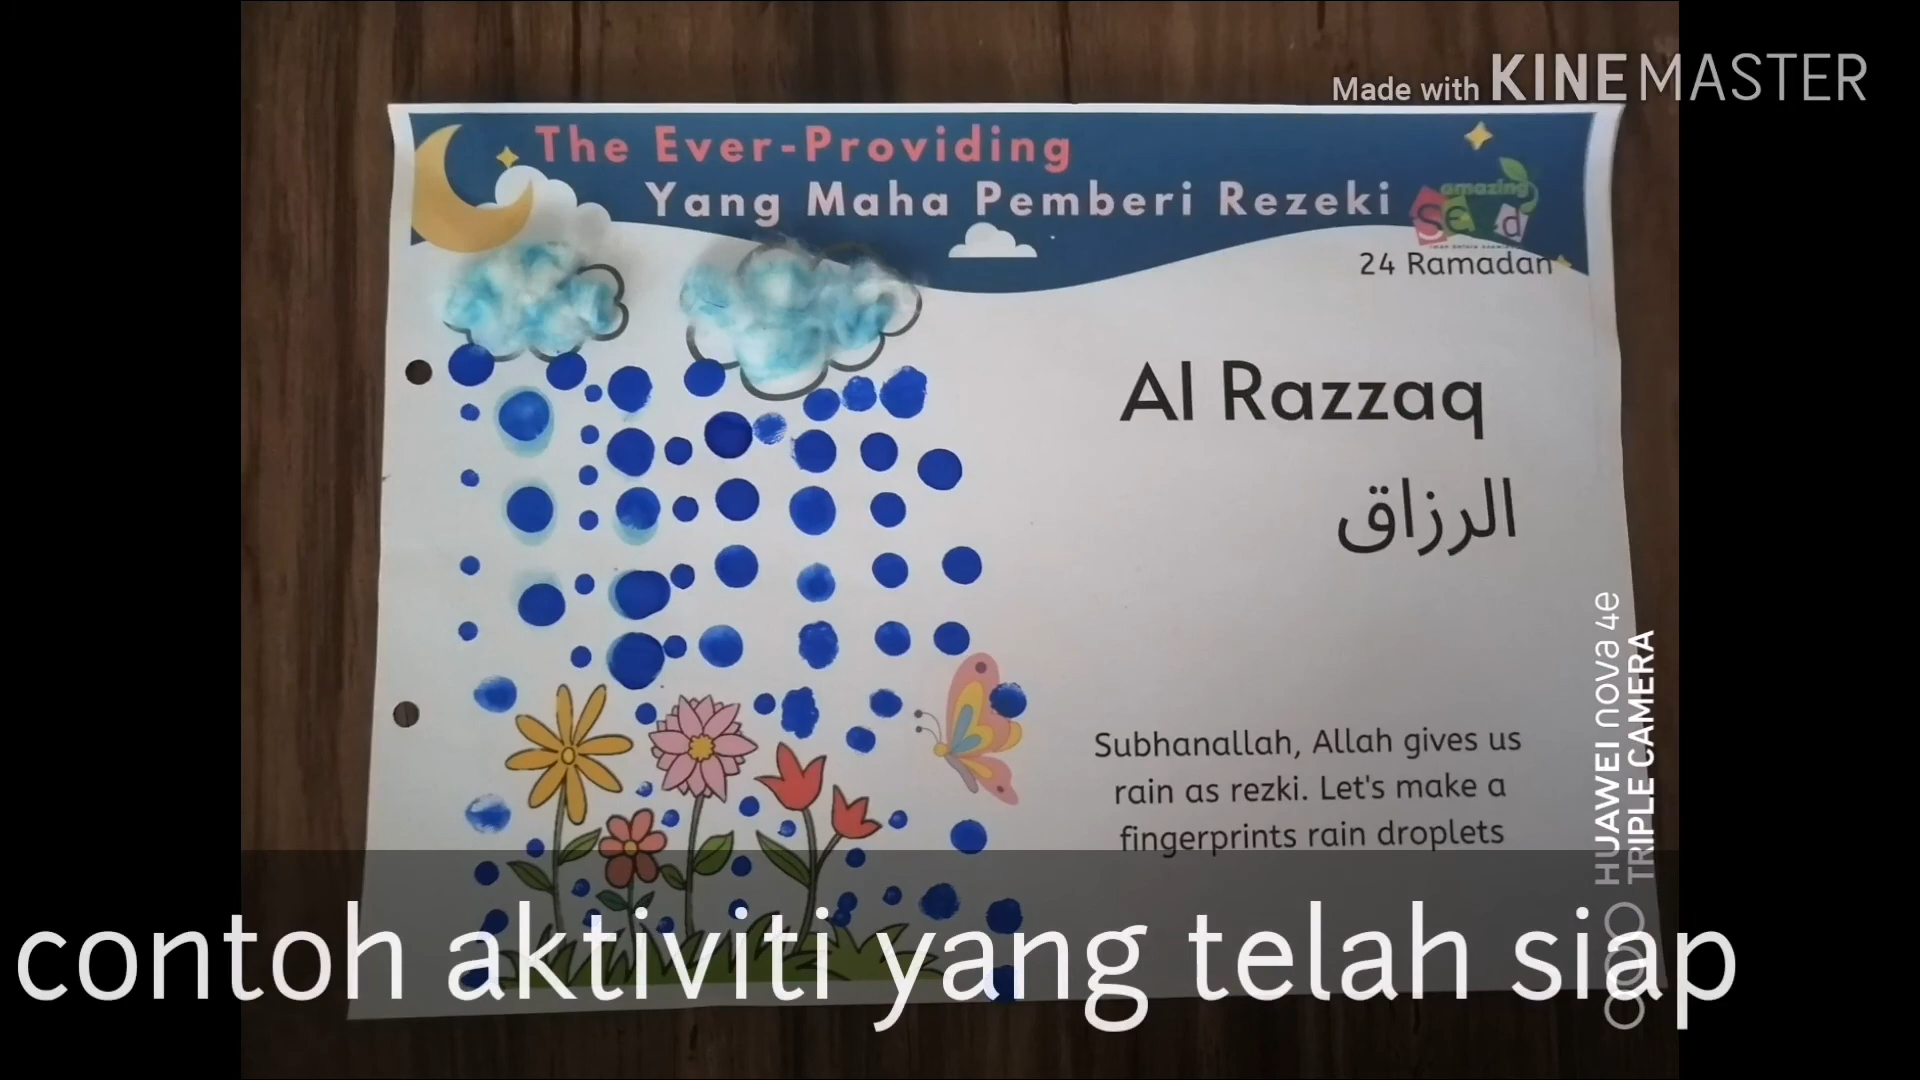 Made with KINEMASTER
The Ever-Providing
Yang Maha Pemberi Rezeki
amazing
24 Ramadan
Al Razzaq
الرزاق
Subhanallah, Allah gives us
rain as rezki. Let's make a
fingerprints rain droplets
HUAWEI nova 4e
TRIPLE CAMERA
contoh aktiviti yang telah siap